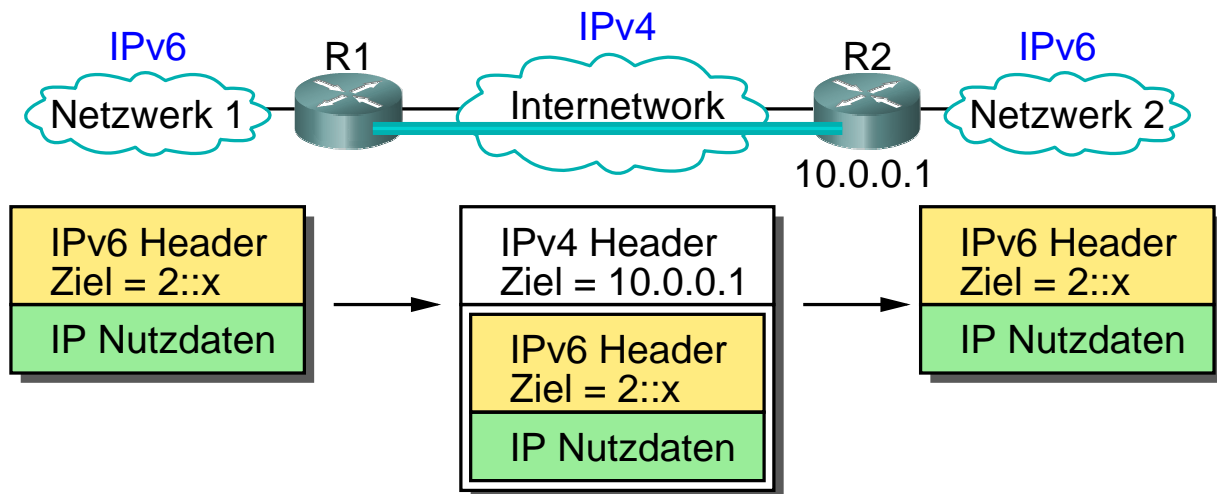 IPv6
IPv4
IPv6
R1
R2
Netzwerk 1
Internetwork
Netzwerk 2
10.0.0.1
IPv6 Header
Ziel = 2::x
IP Nutzdaten
IPv4 Header
Ziel = 10.0.0.1
IPv6 Header
Ziel = 2::x
IP Nutzdaten
IPv6 Header
Ziel = 2::x
IP Nutzdaten